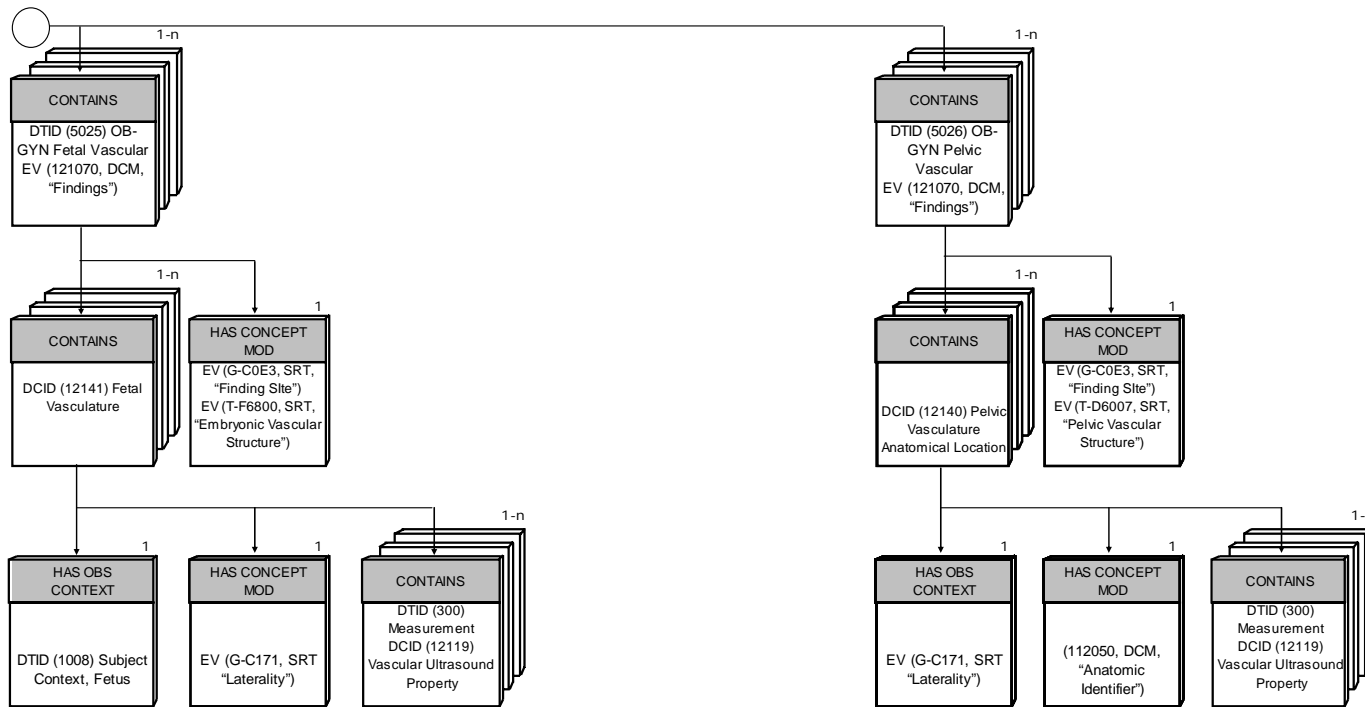 1-n
1-n
CONTAINS
DTID (5025) OB-
GYN Fetal Vascular
EV (121070, DCM,
“Findings”)
CONTAINS
DTID (5026) OB-
GYN Pelvic
Vascular
EV (121070, DCM,
“Findings”)
1-n
1
CONTAINS
DCID (12141) Fetal
Vasculature
HAS CONCEPT
MOD
EV (G-C0E3, SRT,
“Finding SIte”)
EV (T-F6800, SRT,
“Embryonic Vascular
Structure”)
1-n
1
CONTAINS
DCID (12140) Pelvic
Vasculature
Anatomical Location
HAS CONCEPT
MOD
EV (G-C0E3, SRT,
“Finding SIte”)
EV (T-D6007, SRT,
“Pelvic Vascular
Structure”)
1
1
1-n
HAS OBS
CONTEXT
DTID (1008) Subject
Context, Fetus
HAS CONCEPT
MOD
EV (G-C171, SRT
“Laterality”)
CONTAINS
DTID (300)
Measurement
DCID (12119)
Vascular Ultrasound
Property
1
1
1-
HAS OBS
CONTEXT
EV (G-C171, SRT
“Laterality”)
HAS CONCEPT
MOD
(112050, DCM,
“Anatomic
Identifier”)
CONTAINS
DTID (300)
Measurement
DCID (12119)
Vascular Ultrasound
Property